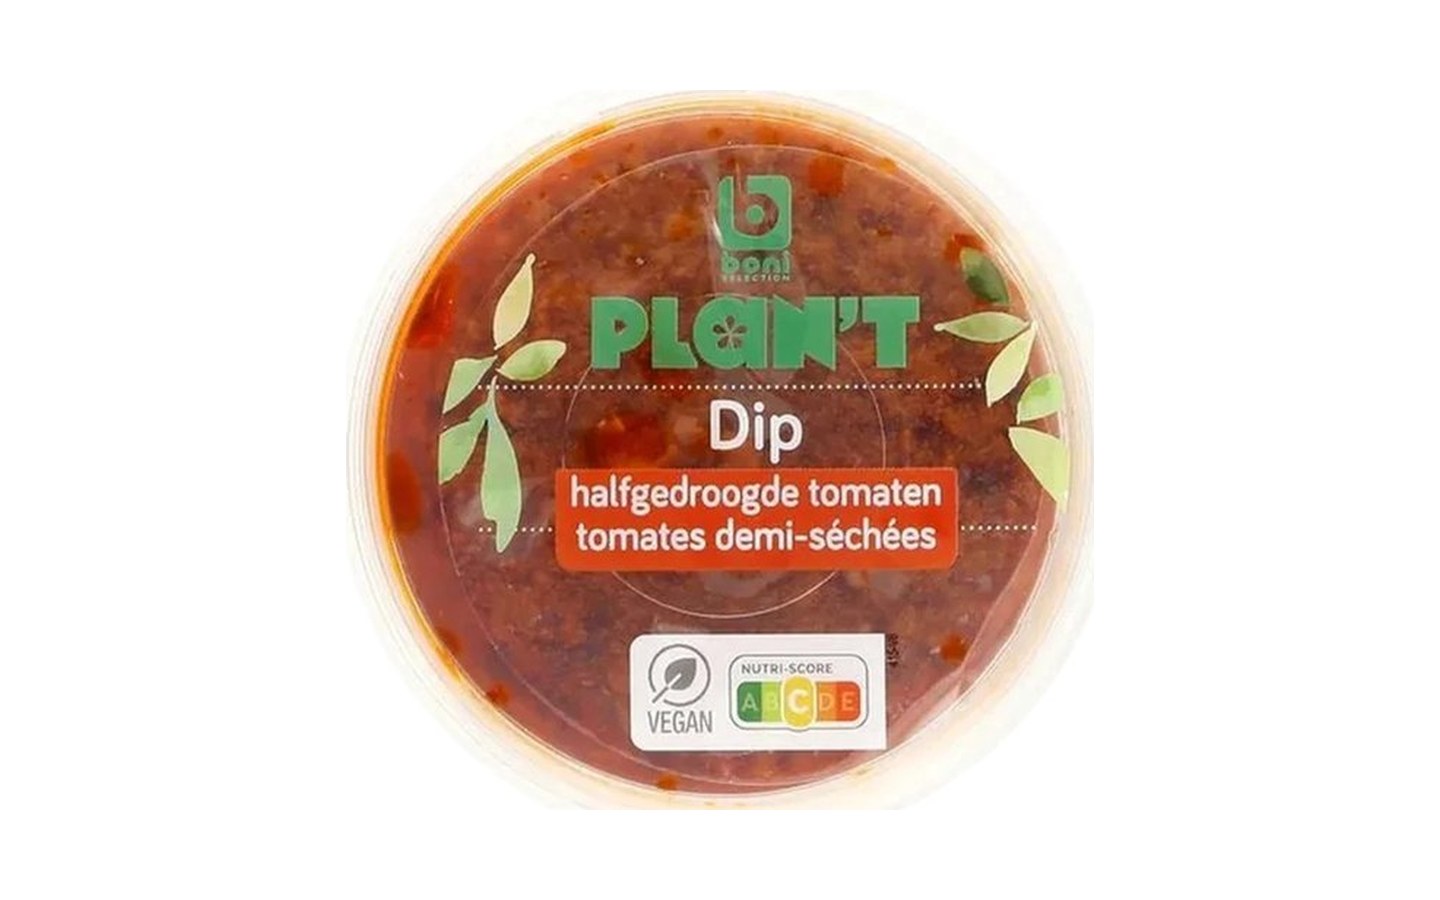 b
boni
SELECTION
PLAN'T
Dip
halfgedroogde tomaten
tomates demi-séchées
VEGAN
NUTRI-SCORE
A B C D E